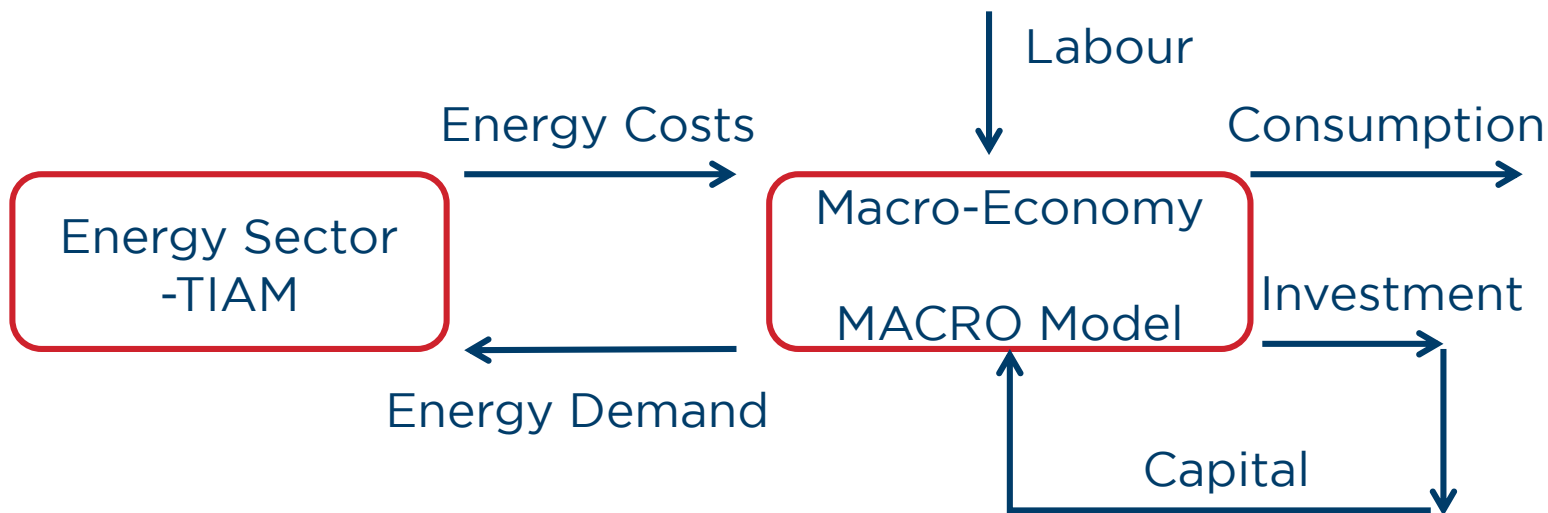 Labour
Energy Costs
Consumption
Energy Sector
-TIAM
Macro-Economy
MACRO Model
Investment
Energy Demand
Capital